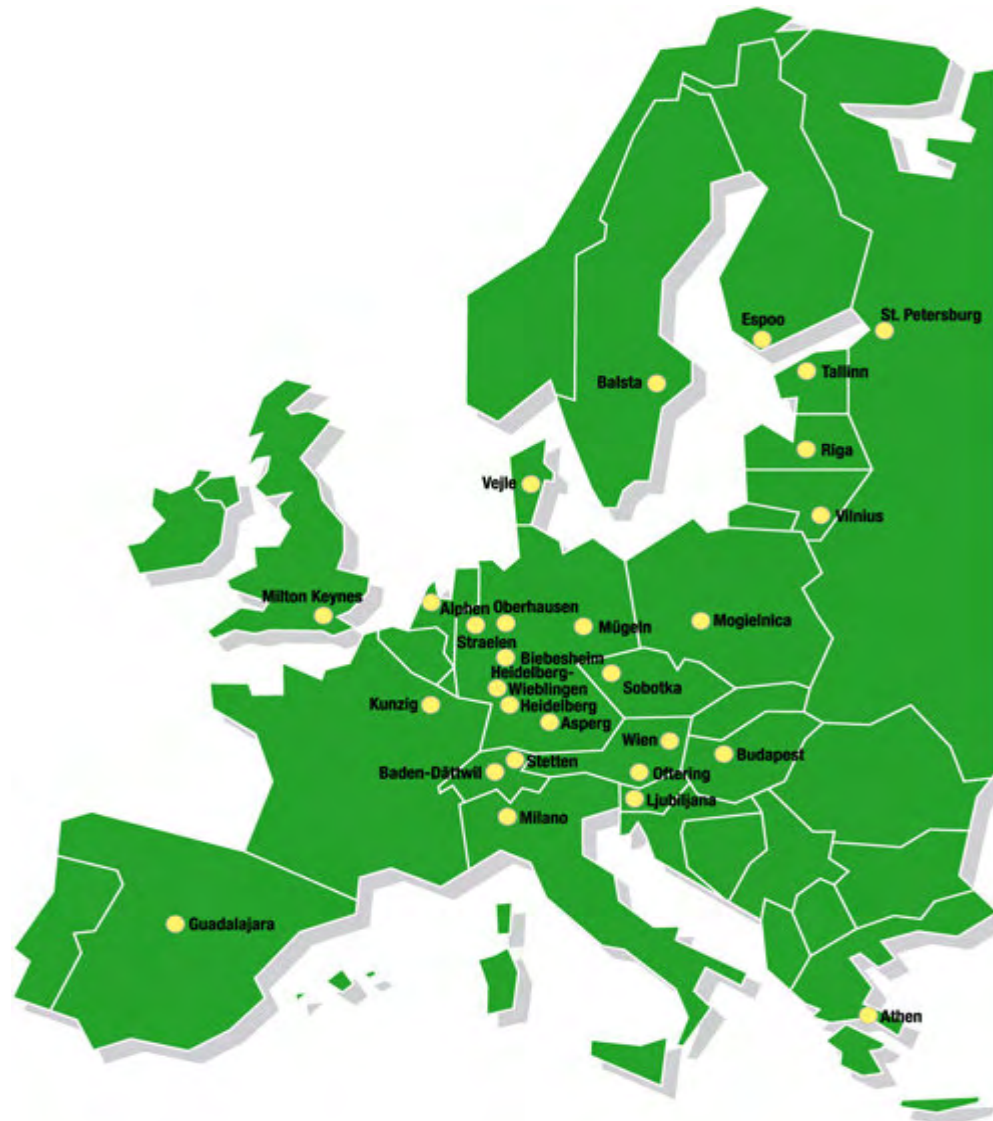 Espoo
St. Petersburg
Tallinn
Balsta
Riga
Vejle
Vilnius
Milton Keynes
Alphen
Oberhausen
Straelen
Mügeln
Mogielnica
Biebesheim
Heidelberg-
Wieblingen
Sobotka
Kunzig
Heidelberg
Asperg
Wien
Budapest
Stetten
Baden-Dättwil
Oftering
Ljubiljana
Milano
Guadalajara
Athen